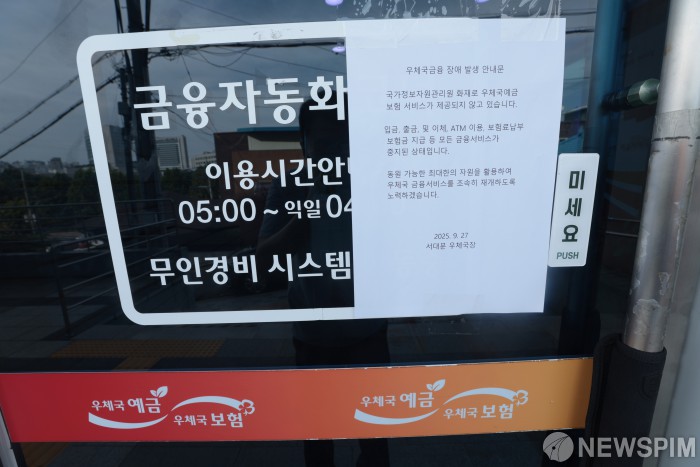 금융자동화
이용시간안
05:00 ~ 익일 04
무인경비 시스템
우체국금융 장애 발생 안내문
국가정보자원관리원 화재로 우체국예금
보험 서비스가 제공되지 않고 있습니다.
입금, 출금, 및 이체, ATM 이용, 보험료납부
보험금 지급 등 모든 금융서비스가
중지된 상태입니다.
동원 가능한 최대한의 자원을 활용하여
우체국 금융서비스를 조속히 재개하도록
노력하겠습니다.
2025. 9. 27
서대문 우체국장
미세요
PUSH
우체국 예금
우체국 보험
우체국 예금
우체국 보험
NEWSPIM